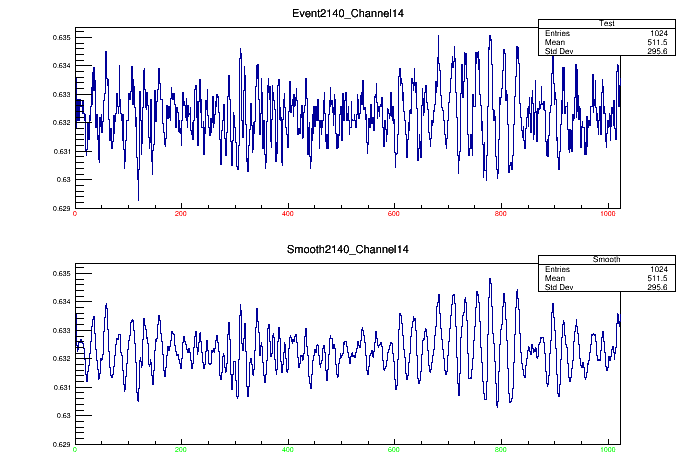 Event2140_Channel14
Test
Entries 1024
Mean 511.5
Std Dev 295.6
0.635
0.634
0.633
0.632
0.631
0.63
0.629
0 200 400 600 800 1000
Smooth2140_Channel14
Smooth
Entries 1024
Mean 511.5
Std Dev 295.6
0.635
0.634
0.633
0.632
0.631
0.63
0.629
0 200 400 600 800 1000